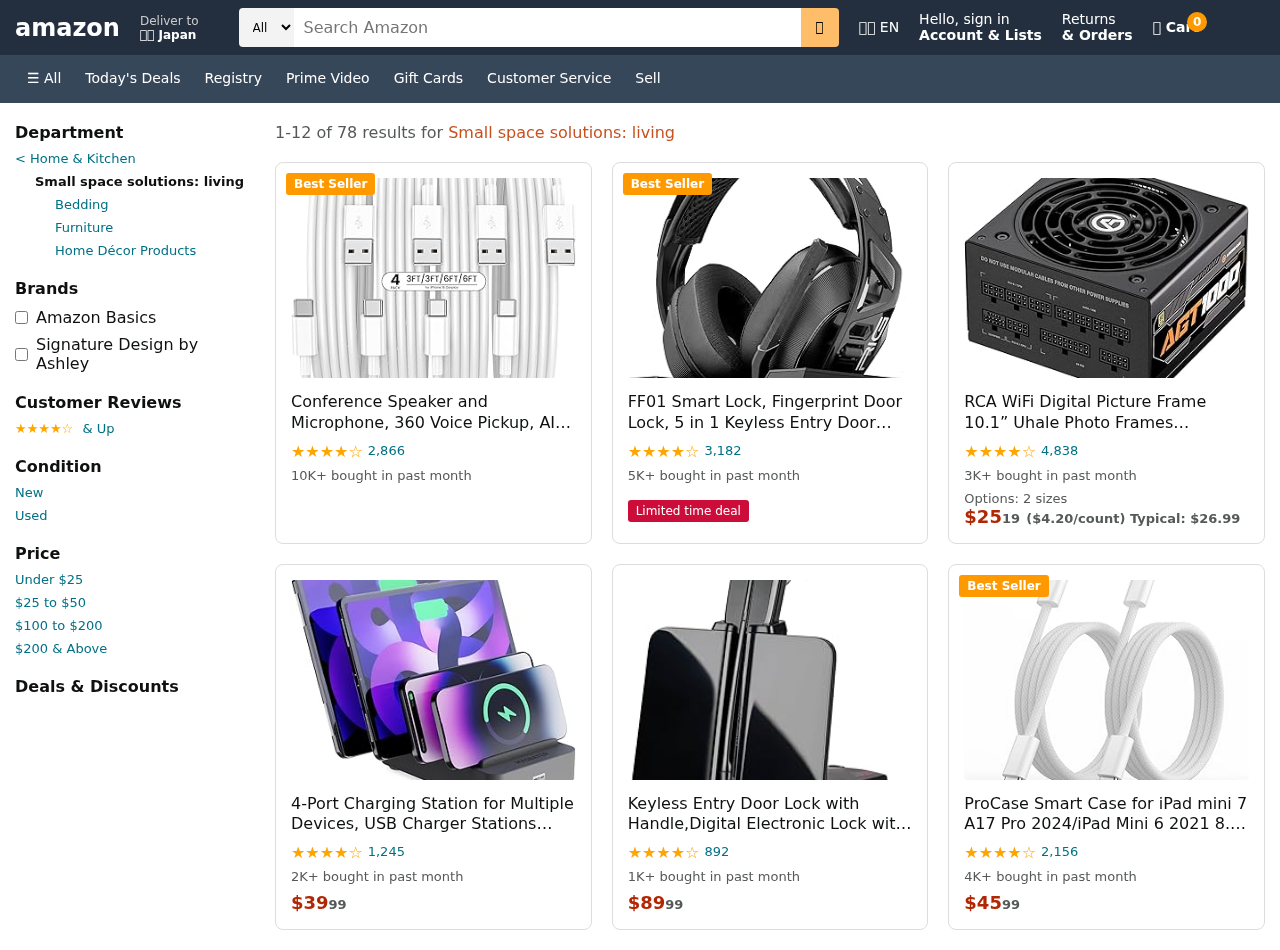 amazon
Deliver to
Japan
All
Search Amazon
EN
Hello, sign in
Account & Lists
Returns
& Orders
0
☰ All
Today's Deals
Registry
Prime Video
Gift Cards
Customer Service
Sell
Department
< Home & Kitchen
Small space solutions: living
Bedding
Furniture
Home Décor Products
Brands
Amazon Basics
Signature Design by
Ashley
Customer Reviews
★★★★☆ & Up
Condition
New
Used
Price
Under $25
$25 to $50
$100 to $200
$200 & Above
Deals & Discounts
1-12 of 78 results for Small space solutions: living
Best Seller
4 3FT/3FT/6FT/6FT
Conference Speaker and
Microphone, 360 Voice Pickup, AI…
★★★★☆ 2,866
10K+ bought in past month
Best Seller
FF01 Smart Lock, Fingerprint Door
Lock, 5 in 1 Keyless Entry Door…
★★★★☆ 3,182
5K+ bought in past month
Limited time deal
DO NOT USE MODULAR CABLES FROM OTHER POWER SUPPLIES
AGT1000
RCA WiFi Digital Picture Frame
10.1” Uhale Photo Frames…
★★★★☆ 4,838
3K+ bought in past month
Options: 2 sizes
$25 19 ($4.20/count) Typical: $26.99
4-Port Charging Station for Multiple
Devices, USB Charger Stations…
★★★★☆ 1,245
2K+ bought in past month
$39 99
Keyless Entry Door Lock with
Handle,Digital Electronic Lock wit…
★★★★☆ 892
1K+ bought in past month
$89 99
Best Seller
ProCase Smart Case for iPad mini 7
A17 Pro 2024/iPad Mini 6 2021 8.…
★★★★☆ 2,156
4K+ bought in past month
$45 99